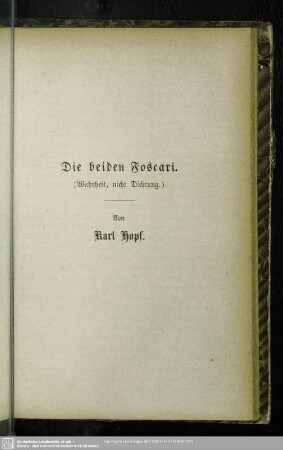 Die beiden Foscari.
(Wahrheit, nicht Dichtung.)
Von
Karl Hopf.